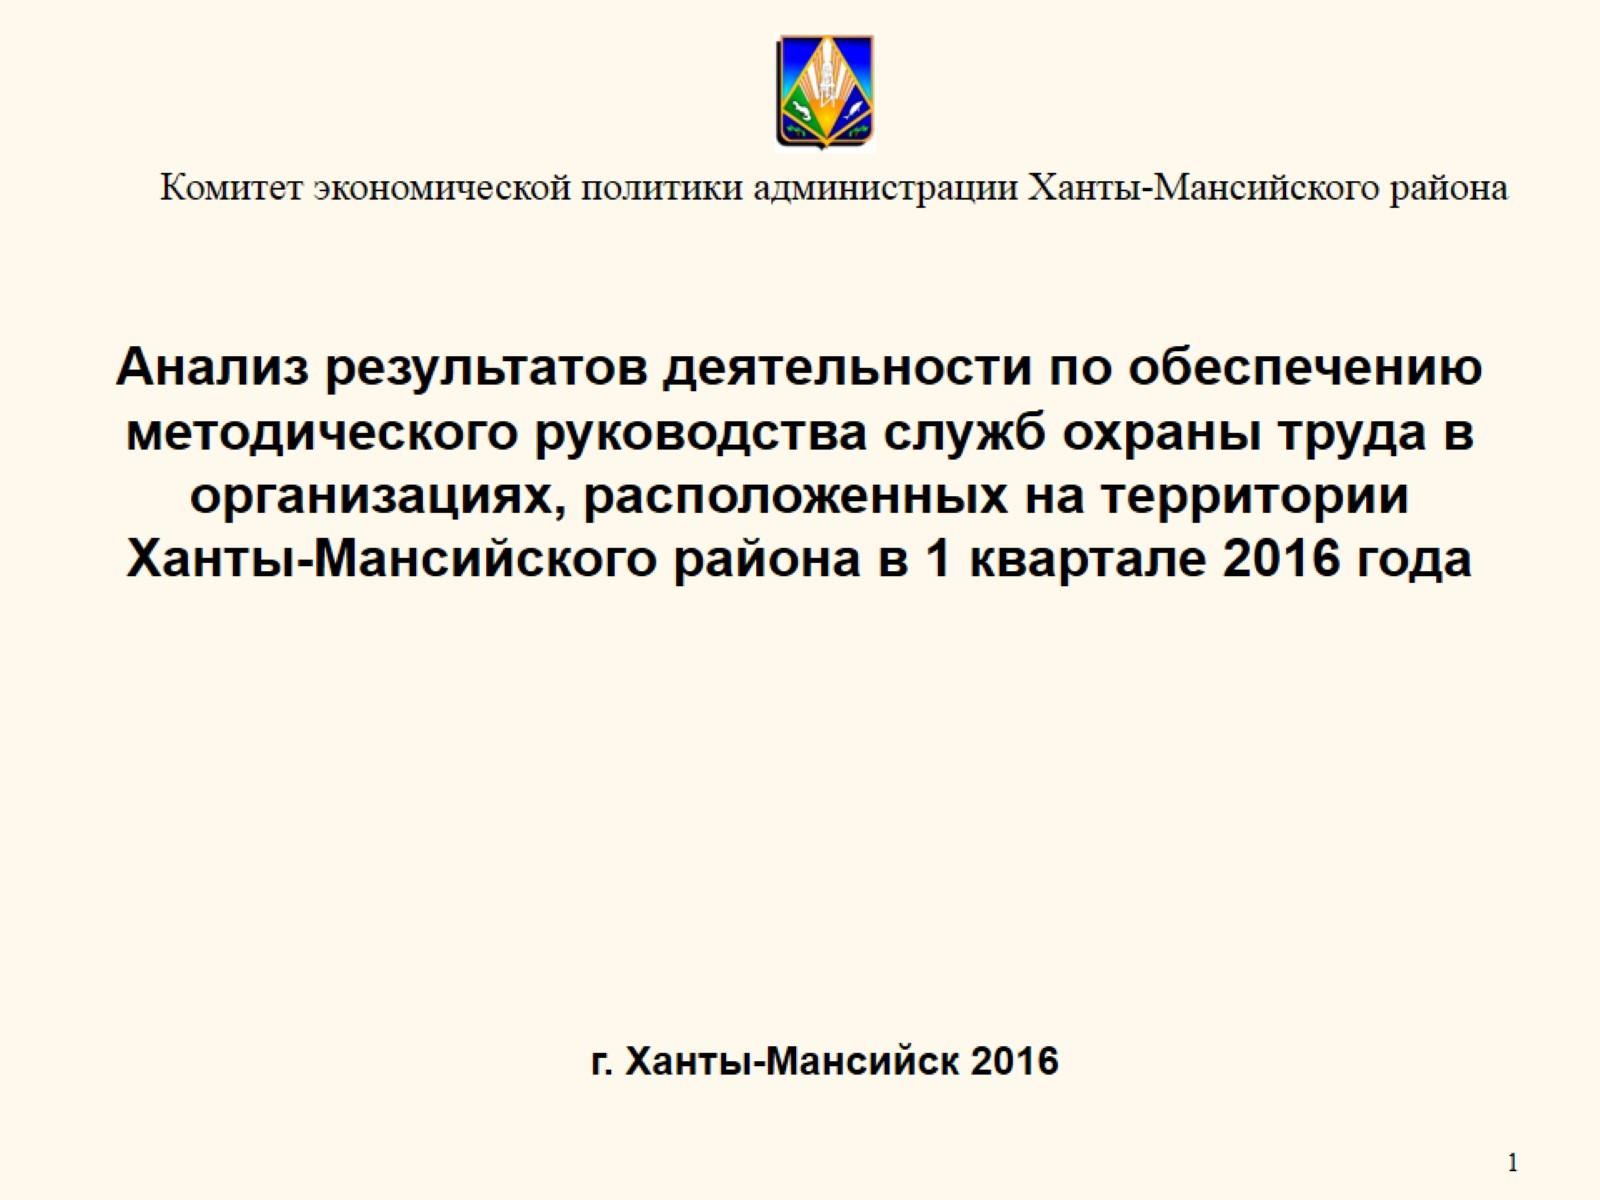 Комитет экономической политики администрации Ханты-Мансийского района
Анализ результатов деятельности по обеспечению
методического руководства служб охраны труда в
организациях, расположенных на территории
Ханты-Мансийского района в 1 квартале 2016 года
г. Ханты-Мансийск 2016
1